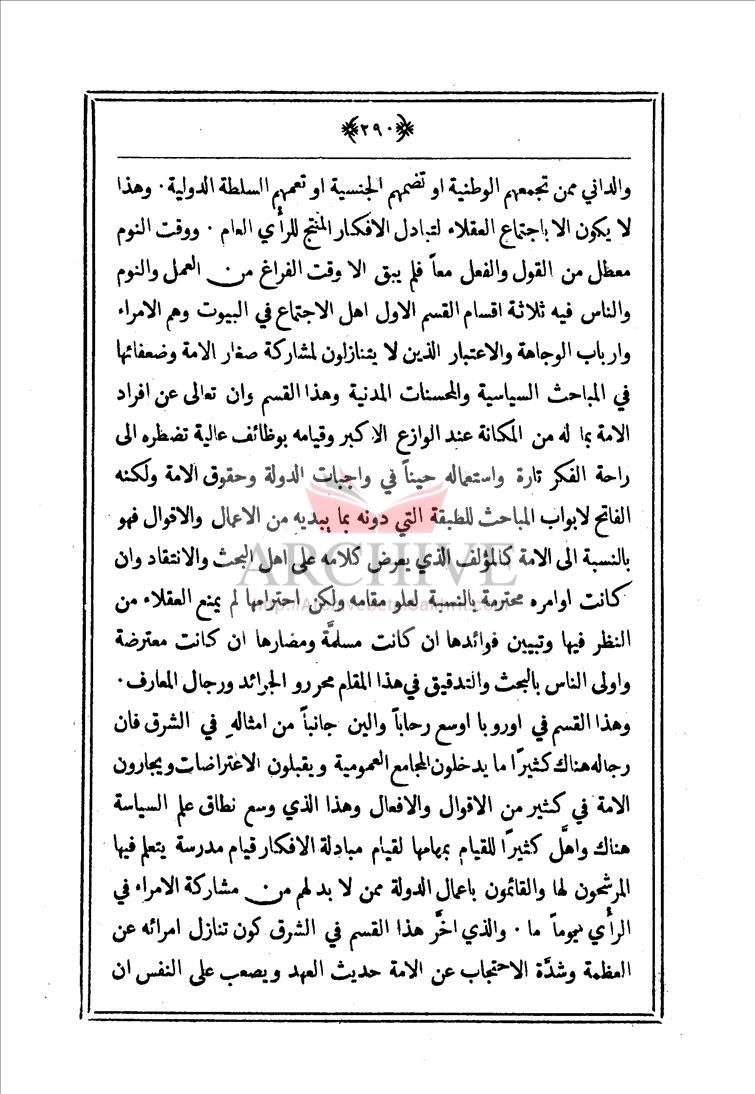 ﴿٢٩٠﴾
والداني ممن تجمعهم الوطنية او تضمهم الجنسية او تعمهم السلطة الدولية ٠ وهذا
لا يكون الا باجتماع العقلاء لتبادل الافكار المنتج للرأي العام ٠ ووقت النوم
معطل من القول والفعل معاً فلم يبق الا وقت الفراغ من العمل والنوم
والناس فيه ثلاثة اقسام القسم الاول اهل الاجتماع في البيوت وهم الامراء
وارباب الوجاهة والاعتبار الذين لا يتنازلون لمشاركة صغار الامة وضعفائها
في المباحث السياسية والمحسنات المدنية وهذا القسم وان تعالى عن افراد
الامة بما له من المكانة عند الوازع الاكبر وقيامه بوظائف عالية تضطره الى
راحة الفكر تارة واستعماله حيناً في واجبات الدولة وحقوق الامة ولكنه
الفاتح لابواب المباحث للطبقة التي دونه بما يبديه من الاعمال والاقوال فهو
بالنسبة الى الامة كالمؤلف الذي يعرض كلامه على اهل البحث والانتقاد وان
كانت اوامره محترمة بالنسبة لعلو مقامه ولكن احترامها لم يمنع العقلاء من
النظر فيها وتبيين فوائدها ان كانت مسلمَّة ومضارها ان كانت معترضة
واولى الناس بالبحث والتدقيق في هذا المقام محررو الجرائد ورجال المعارف ٠
وهذا القسم في اوروبا اوسع رحاباً والين جانباً من امثالهِ في الشرق فان
رجاله هناك كثيرًا ما يدخلون المجامع العمومية ويقبلون الاعتراضات ويجارون
الامة في كثير من الاقوال والافعال وهذا الذي وسع نطاق علم السياسة
هناك واهَّل كثيرًا للقيام بمهامها لقيام مبادلة الافكار قيام مدرسة يتعلم فيها
المرشحون لها والقائمون باعمال الدولة ممن لا بد لهم من مشاركة الامراء في
الرأي يوماً ما ٠ والذي اخَّر هذا القسم في الشرق كون تنازل امرائه عن
العظمة وشدَّة الاحتجاب عن الامة حديث العهد ويصعب على النفس ان
ARCHIVE